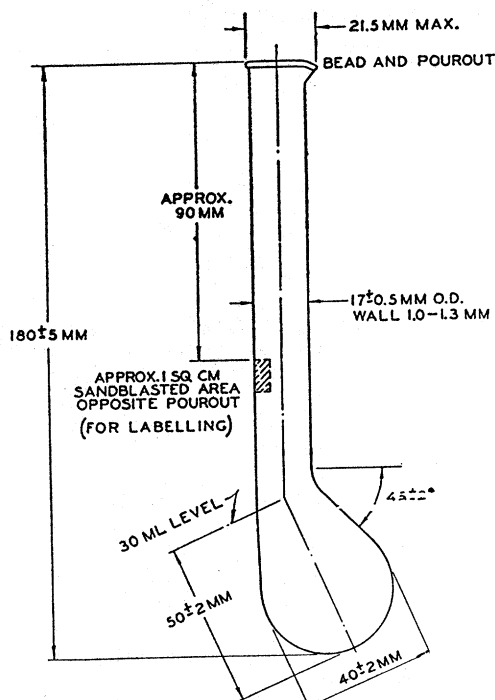 21.5 MM MAX.
BEAD AND POUROUT
APPROX.
90 MM
17±0.5 MM O.D.
WALL 1.0–1.3 MM
180±5 MM
APPROX. 1 SQ. CM
SANDBLASTED AREA
OPPOSITE POUROUT
(FOR LABELLING)
30 ML LEVEL
50±2 MM
40±2 MM